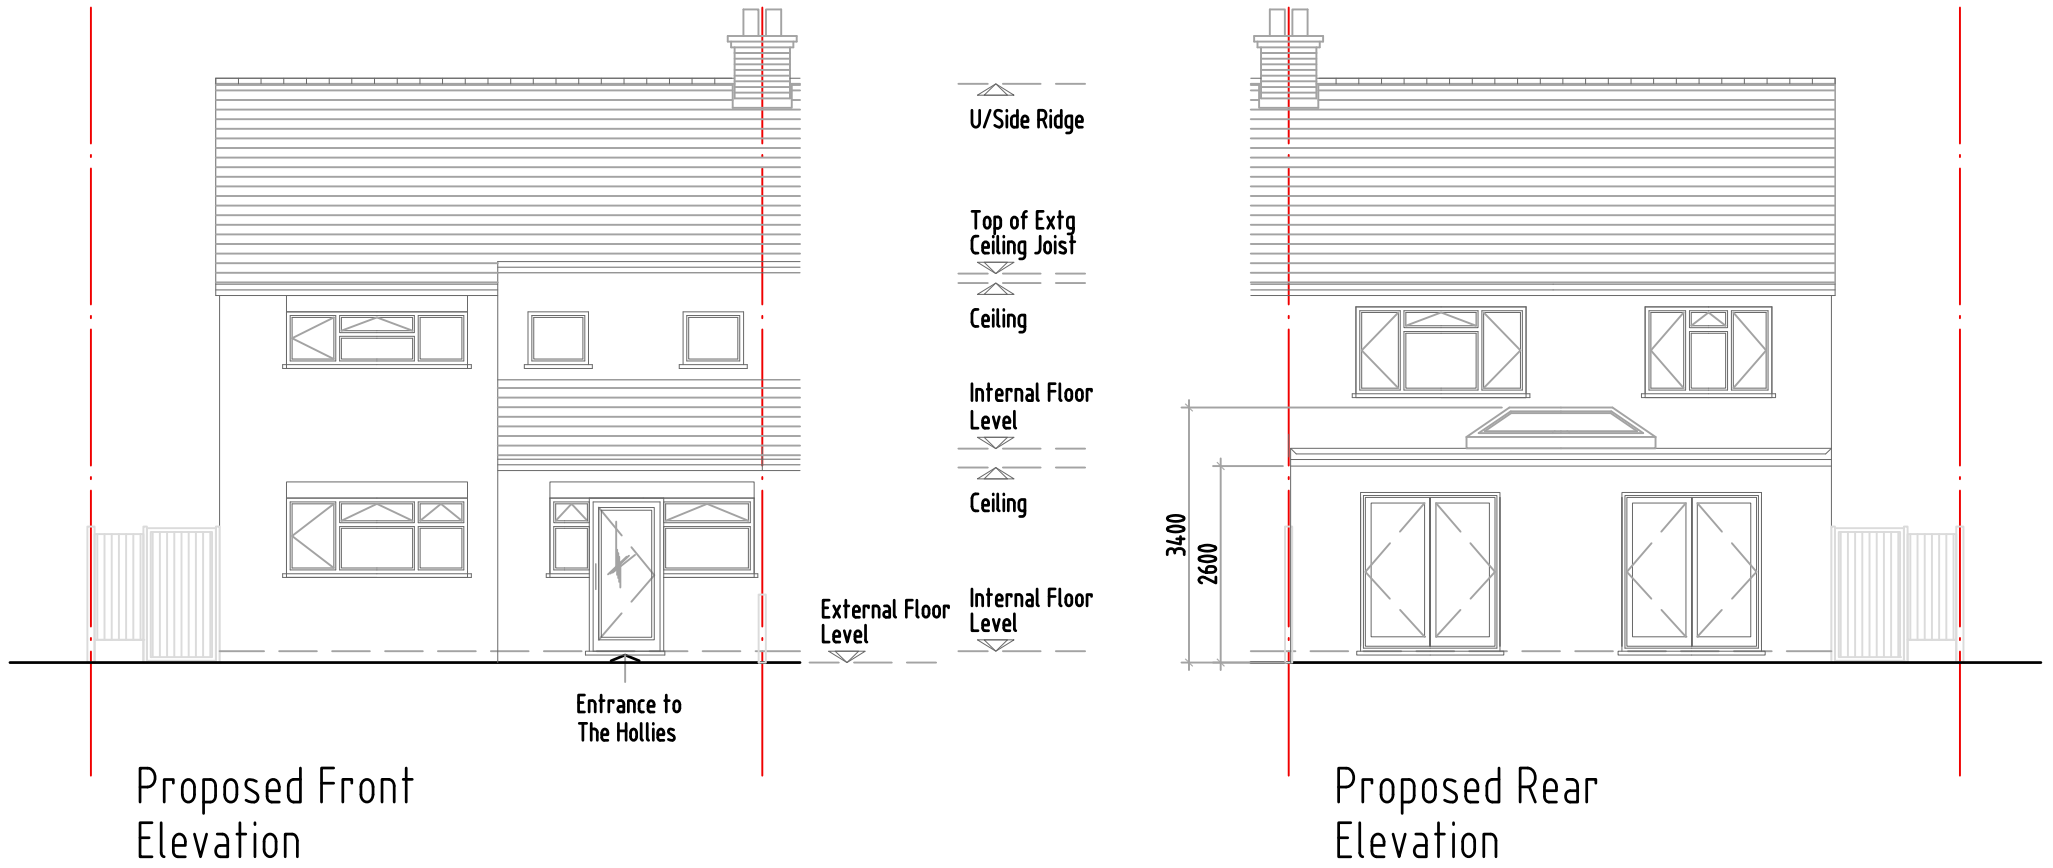 U/Side Ridge
Top of Extg
Ceiling Joist
Ceiling
Internal Floor
Level
Ceiling
External Floor
Level
Internal Floor
Level
Entrance to
The Hollies
3400
2600
Proposed Front
Elevation
Proposed Rear
Elevation